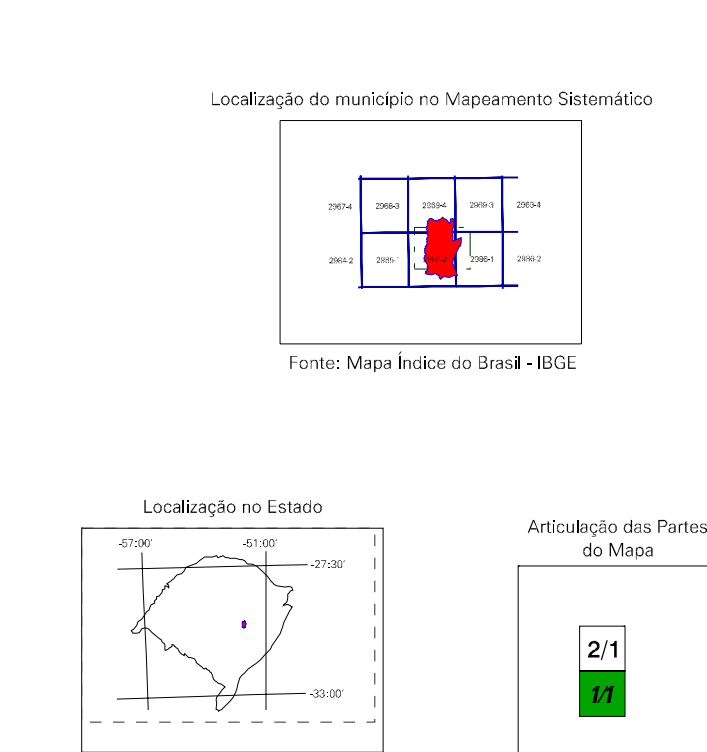 Localização do município no Mapeamento Sistemático
2967-4 2968-3 2969-4 2969-3 2969-4
2984-2 2985-1 2986-1 2986-2
Fonte: Mapa Índice do Brasil - IBGE
Localização no Estado
-57:00' -51:00'
-27:30'
-33:00'
Articulação das Partes
do Mapa
2/1
1/1